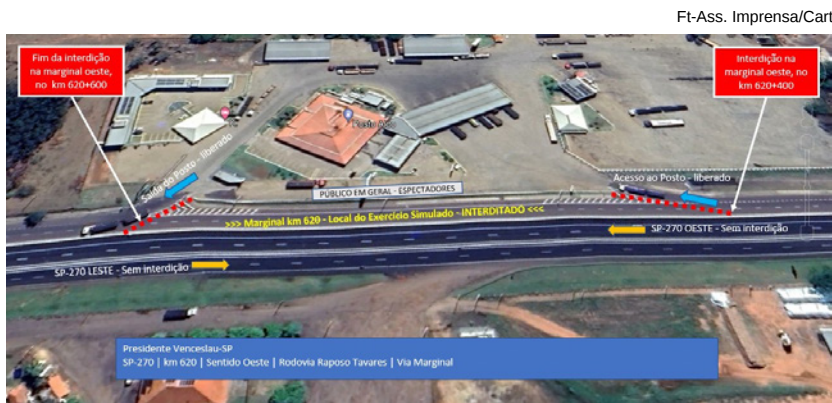 Ft-Ass. Imprensa/Cart
Fim da interdição
na marginal oeste,
no km 620+600
Interdição na
marginal oeste, no
km 620+400
Saída do Posto - liberado
Acesso ao Posto - liberado
PÚBLICO EM GERAL - ESPECTADORES
>>> Marginal km 620 - Local do Exercício Simulado - INTERDITADO <<<
SP-270 OESTE - Sem interdição
SP-270 LESTE - Sem interdição
Presidente Venceslau-SP
SP-270 | km 620 | Sentido Oeste | Rodovia Raposo Tavares | Via Marginal